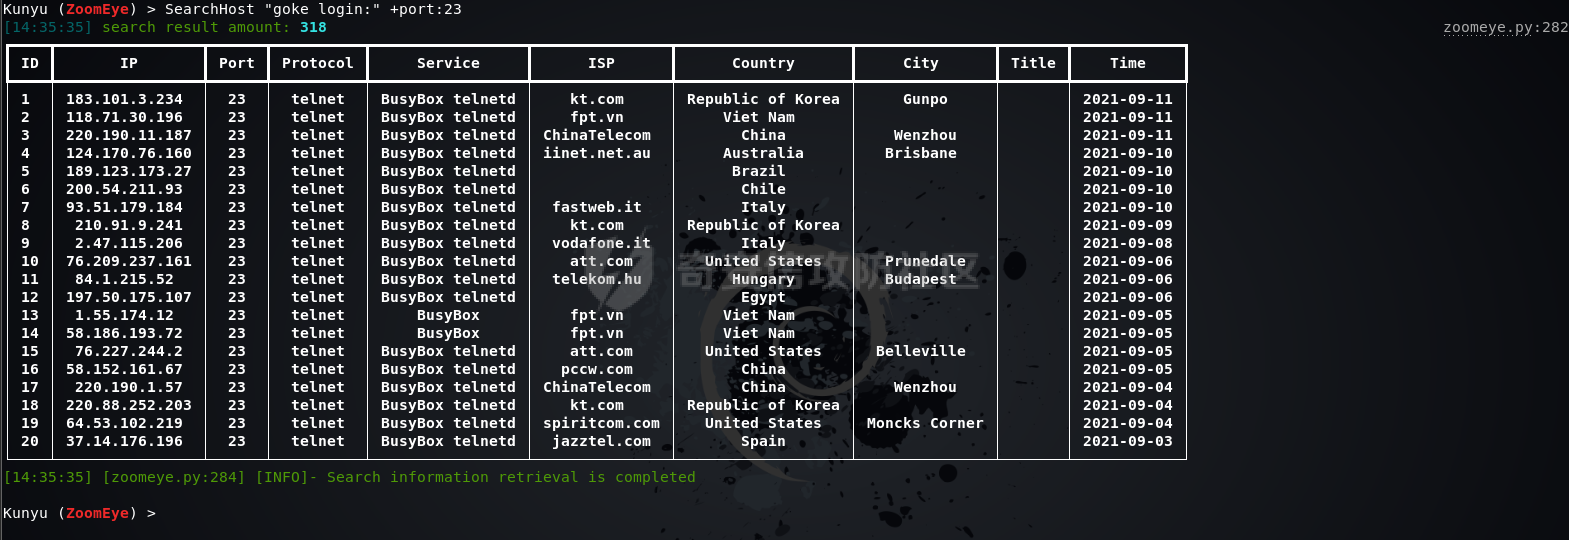 Kunyu (ZoomEye) > SearchHost "goke login:" +port:23
[14:35:35] search result amount: 318 zoomeye.py:282
ID IP Port Protocol Service ISP Country City Title Time
1 183.101.3.234 23 telnet BusyBox telnetd kt.com Republic of Korea Gunpo 2021-09-11
2 118.71.30.196 23 telnet BusyBox telnetd fpt.vn Viet Nam 2021-09-11
3 220.190.11.187 23 telnet BusyBox telnetd ChinaTelecom China Wenzhou 2021-09-11
4 124.170.76.160 23 telnet BusyBox telnetd iinet.net.au Australia Brisbane 2021-09-10
5 189.123.173.27 23 telnet BusyBox telnetd Brazil 2021-09-10
6 200.54.211.93 23 telnet BusyBox telnetd Chile 2021-09-10
7 93.51.179.184 23 telnet BusyBox telnetd fastweb.it Italy 2021-09-10
8 210.91.9.241 23 telnet BusyBox telnetd kt.com Republic of Korea 2021-09-09
9 2.47.115.206 23 telnet BusyBox telnetd vodafone.it Italy 2021-09-08
10 76.209.237.161 23 telnet BusyBox telnetd att.com United States Prunedale 2021-09-06
11 84.1.215.52 23 telnet BusyBox telnetd telekom.hu Hungary Budapest 2021-09-06
12 197.50.175.107 23 telnet BusyBox telnetd Egypt 2021-09-06
13 1.55.174.12 23 telnet BusyBox fpt.vn Viet Nam 2021-09-05
14 58.186.193.72 23 telnet BusyBox fpt.vn Viet Nam 2021-09-05
15 76.227.244.2 23 telnet BusyBox telnetd att.com United States Belleville 2021-09-05
16 58.152.161.67 23 telnet BusyBox telnetd pccw.com China 2021-09-05
17 220.190.1.57 23 telnet BusyBox telnetd ChinaTelecom China Wenzhou 2021-09-04
18 220.88.252.203 23 telnet BusyBox telnetd kt.com Republic of Korea 2021-09-04
19 64.53.102.219 23 telnet BusyBox telnetd spiritcom.com United States Moncks Corner 2021-09-04
20 37.14.176.196 23 telnet BusyBox telnetd jazztel.com Spain 2021-09-03
奇安信攻防社区
[14:35:35] [zoomeye.py:284] [INFO]- Search information retrieval is completed
Kunyu (ZoomEye) >